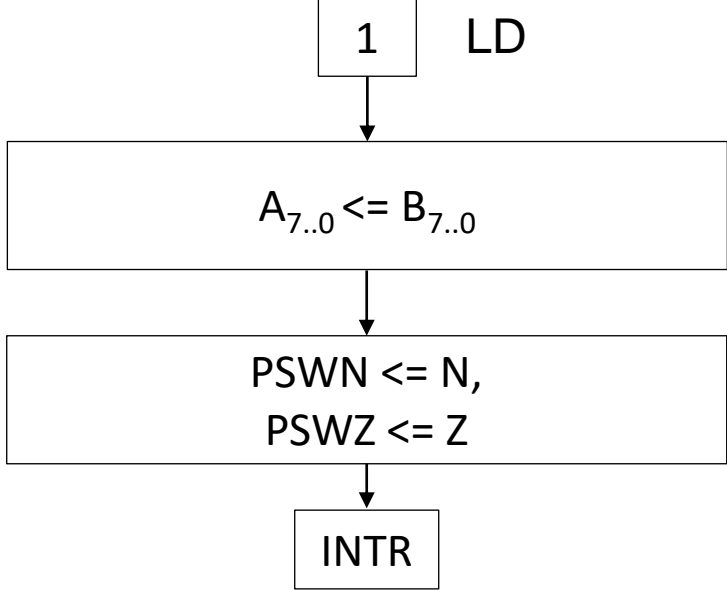 1 LD
A7..0 <= B7..0
PSWN <= N,
PSWZ <= Z
INTR